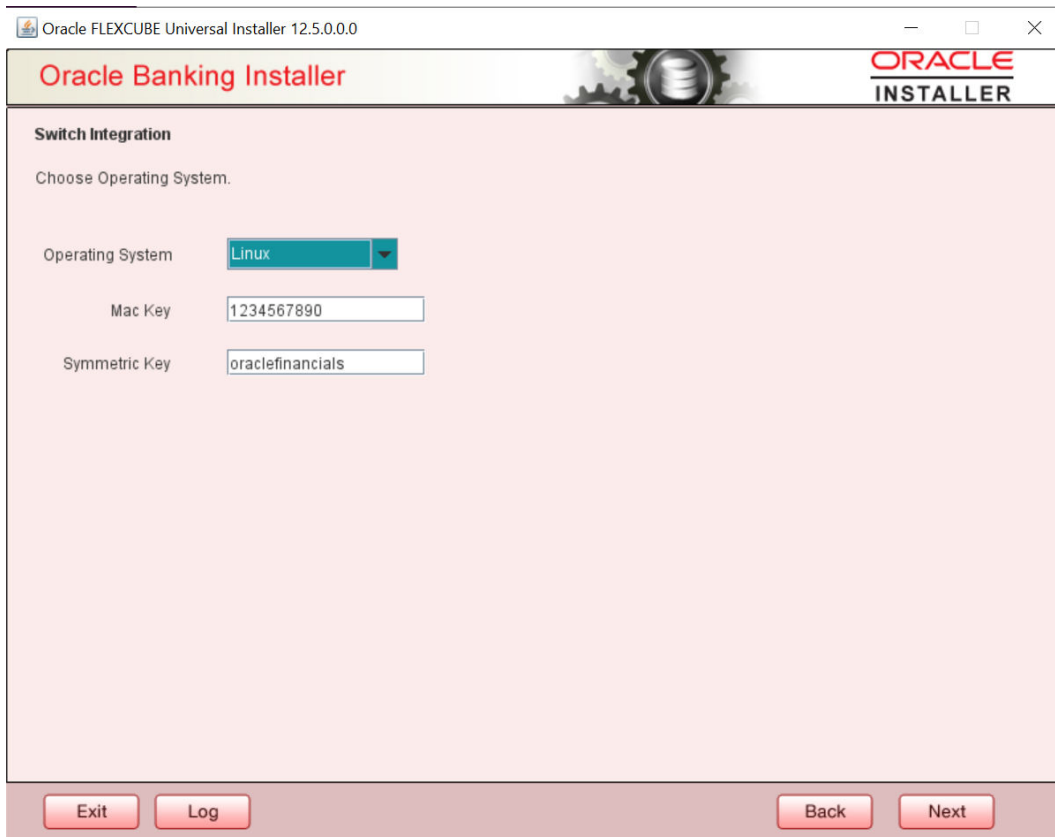 Oracle FLEXCUBE Universal Installer 12.5.0.0.0
Oracle Banking Installer
ORACLE
INSTALLER
Switch Integration
Choose Operating System.
Operating System Linux
Mac Key 1234567890
Symmetric Key oraclefinancials
Exit Log Back Next